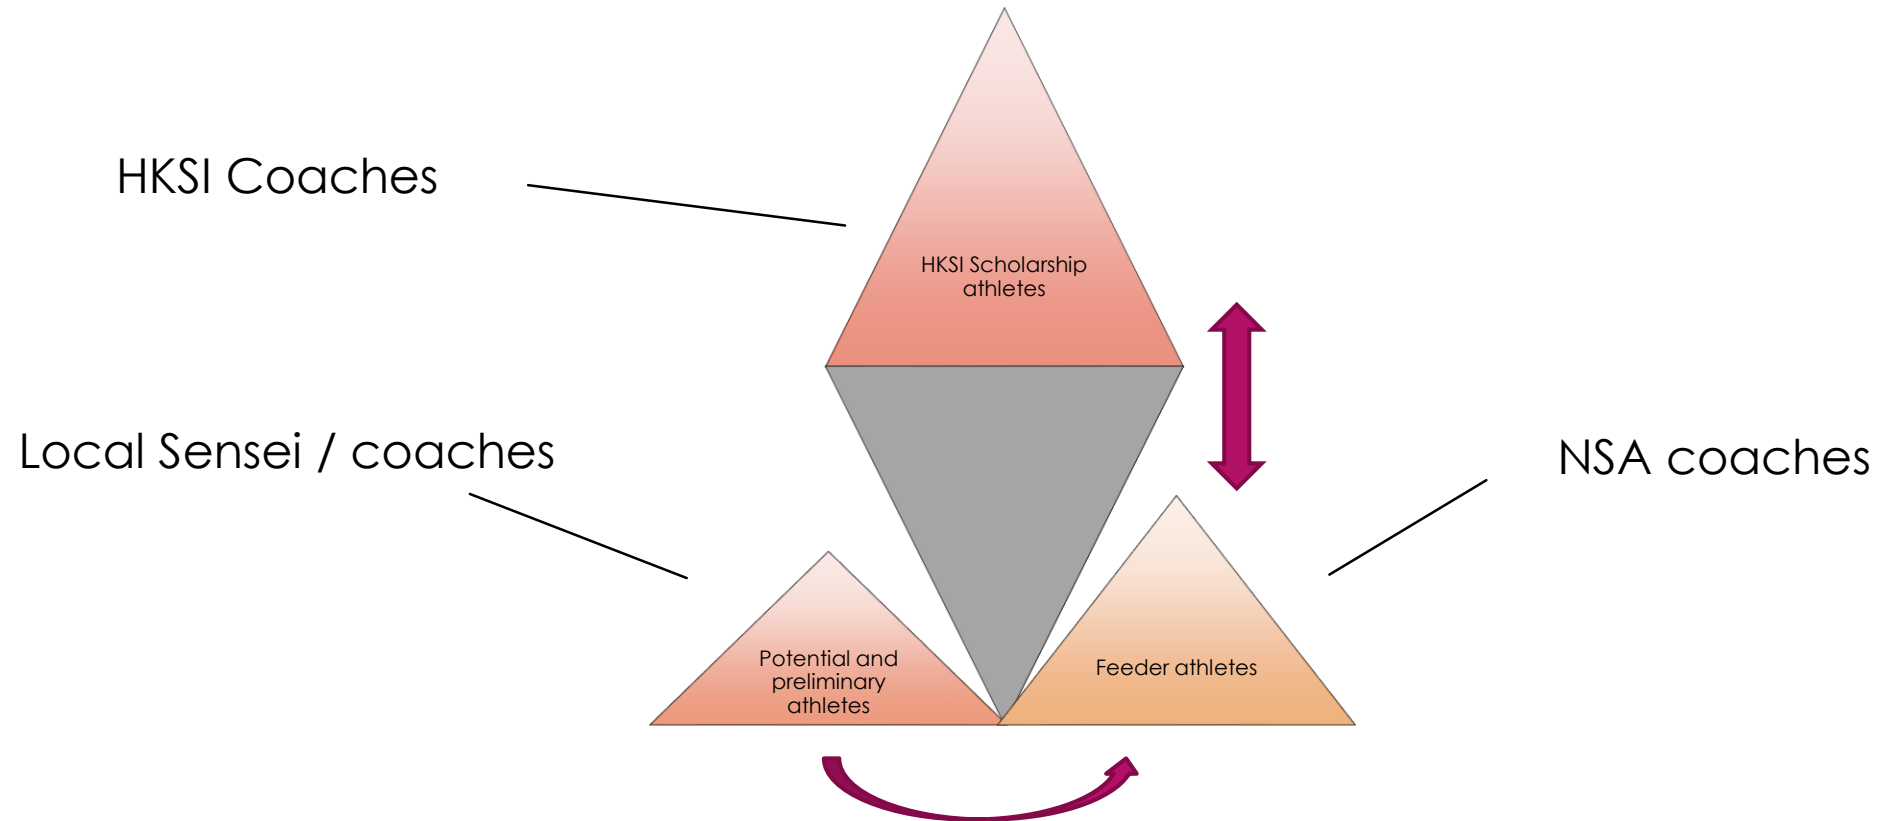 HKSI Coaches
HKSI Scholarship
athletes
Local Sensei / coaches
NSA coaches
Potential and
preliminary
athletes
Feeder athletes